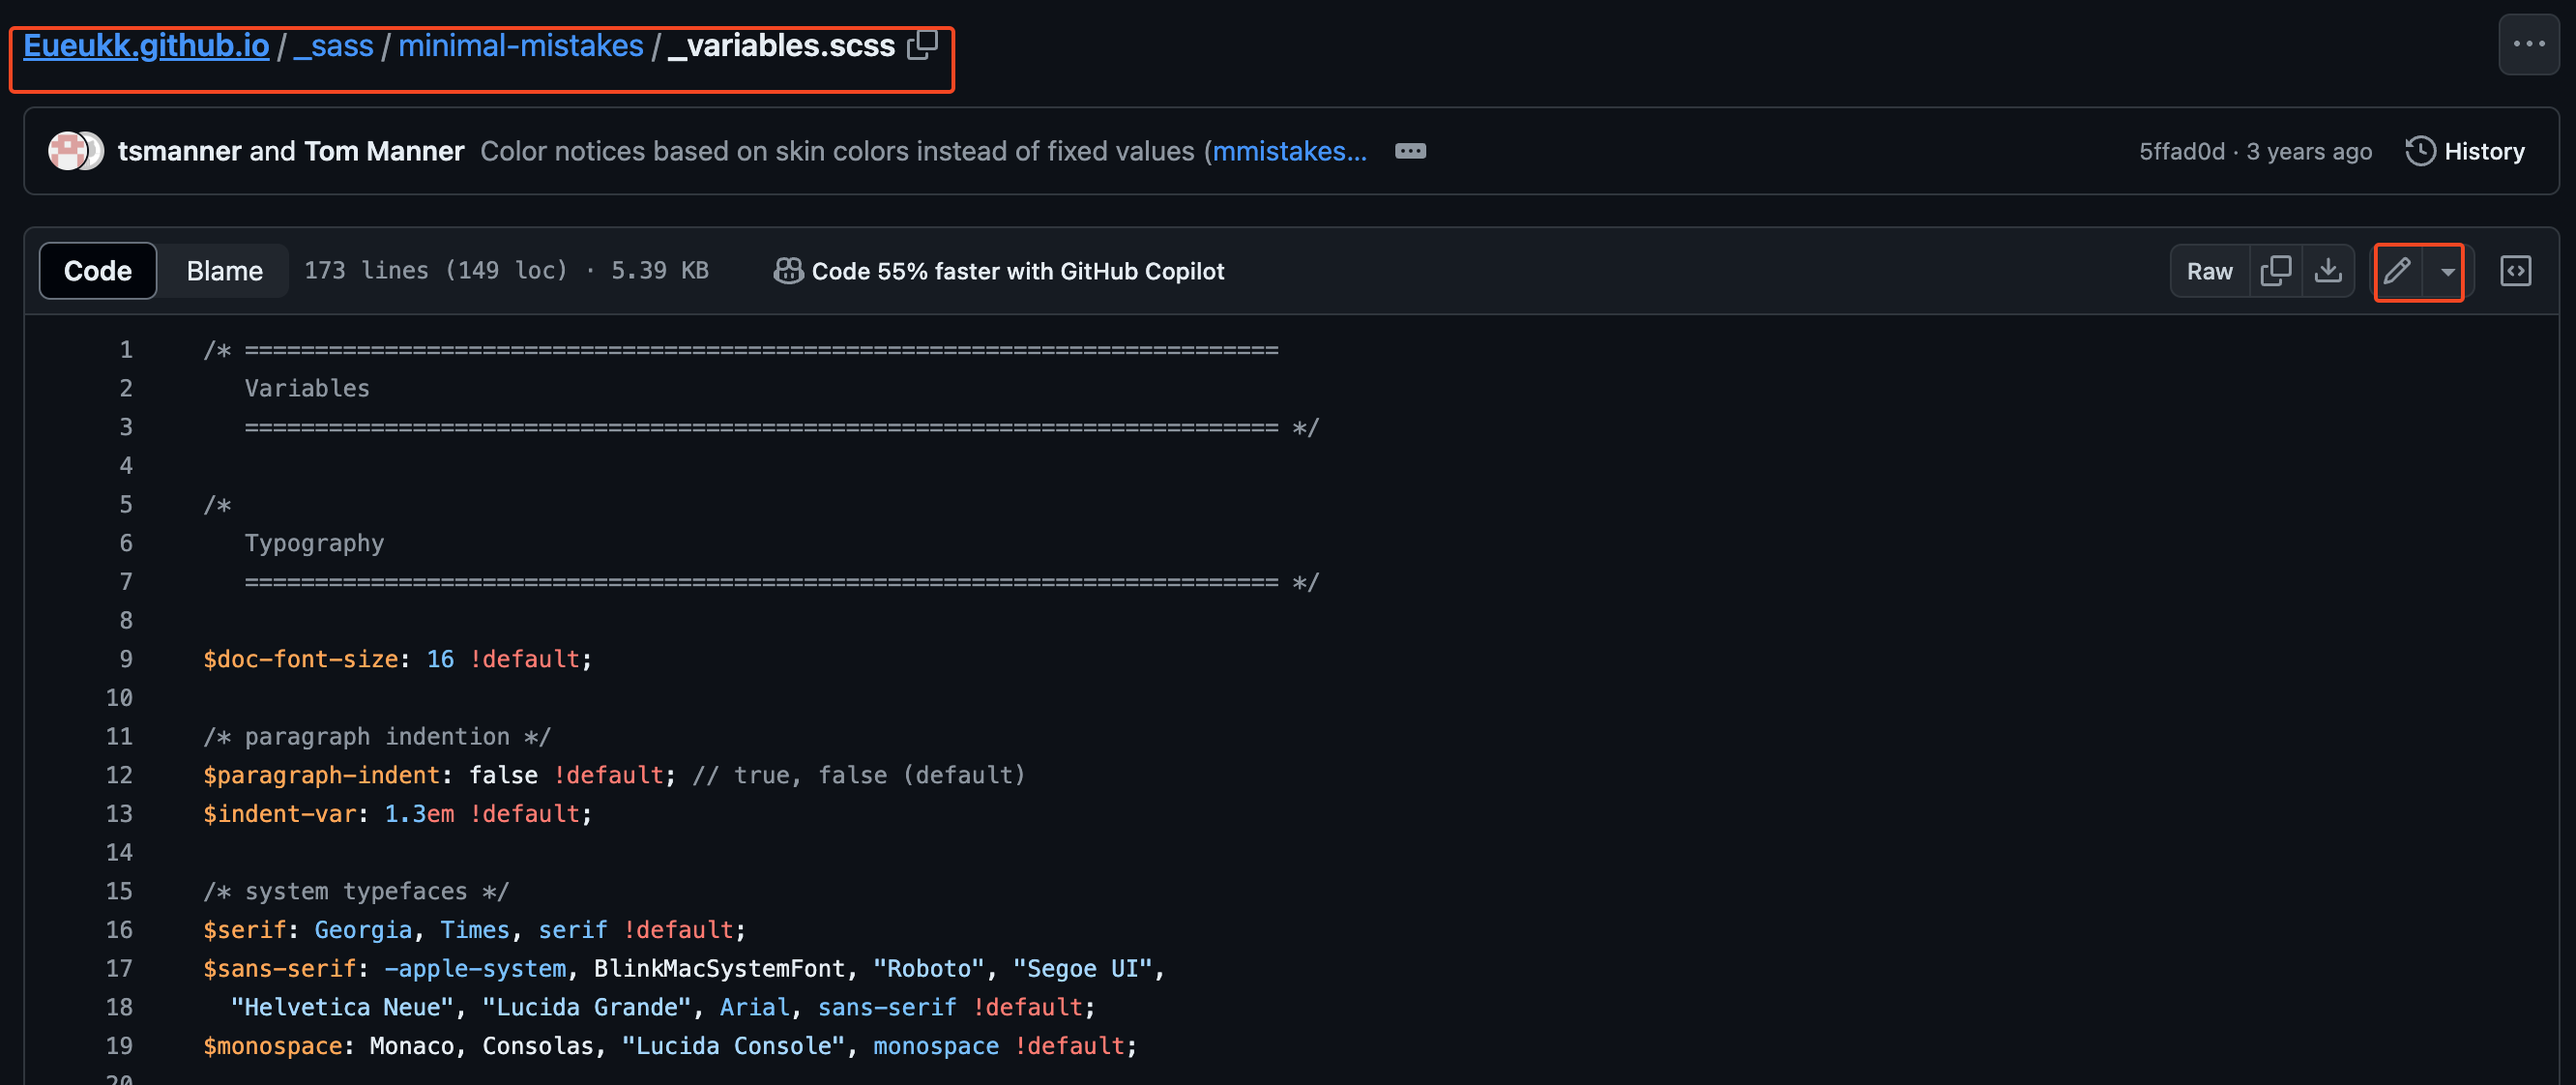 Eueukk.github.io / _sass / minimal-mistakes / _variables.scss
tsmanner and Tom Manner Color notices based on skin colors instead of fixed values (mmistakes... 5ffad0d · 3 years ago History
Code Blame 173 lines (149 loc) · 5.39 KB Code 55% faster with GitHub Copilot Raw
1 /* ==========================================================================
2 Variables
3 ========================================================================== */
4
5 /*
6 Typography
7 ========================================================================== */
8
9 $doc-font-size: 16 !default;
10
11 /* paragraph indention */
12 $paragraph-indent: false !default; // true, false (default)
13 $indent-var: 1.3em !default;
14
15 /* system typefaces */
16 $serif: Georgia, Times, serif !default;
17 $sans-serif: -apple-system, BlinkMacSystemFont, "Roboto", "Segoe UI",
18 "Helvetica Neue", "Lucida Grande", Arial, sans-serif !default;
19 $monospace: Monaco, Consolas, "Lucida Console", monospace !default;
20